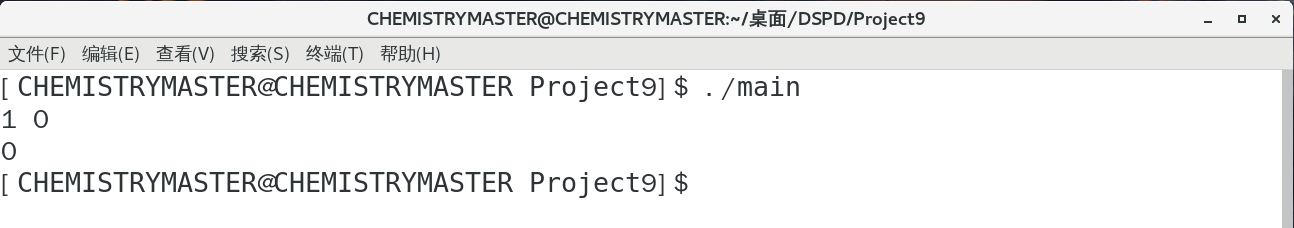 CHEMISTRYMASTER@CHEMISTRYMASTER:~/桌面/DSPD/Project9
文件(F) 编辑(E) 查看(V) 搜索(S) 终端(T) 帮助(H)
[CHEMISTRYMASTER@CHEMISTRYMASTER Project9]$ ./main
1 0
0
[CHEMISTRYMASTER@CHEMISTRYMASTER Project9]$